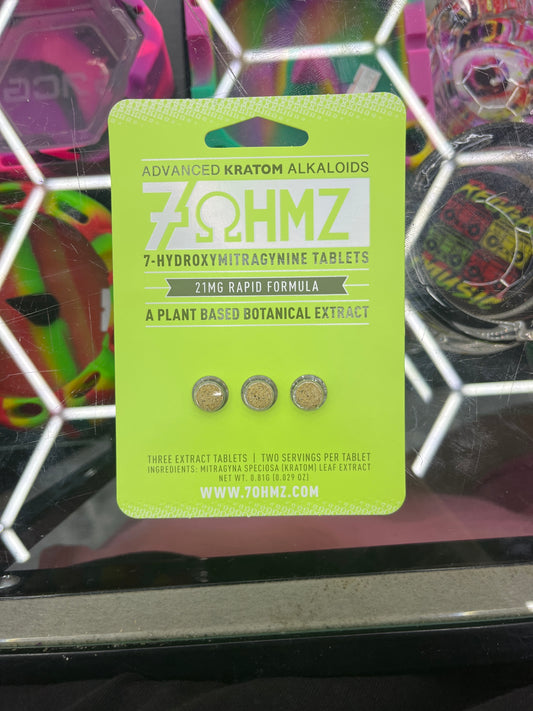 ADVANCED KRATOM ALKALOIDS
7ΩHMZ
7-HYDROXYMITRAGYNINE TABLETS
21MG RAPID FORMULA
A PLANT BASED BOTANICAL EXTRACT
THREE EXTRACT TABLETS | TWO SERVINGS PER TABLET
INGREDIENTS: MITRAGYNA SPECIOSA (KRATOM) LEAF EXTRACT
NET WT. 0.81G (0.029 OZ)
WWW.7OHMZ.COM
MUSIC